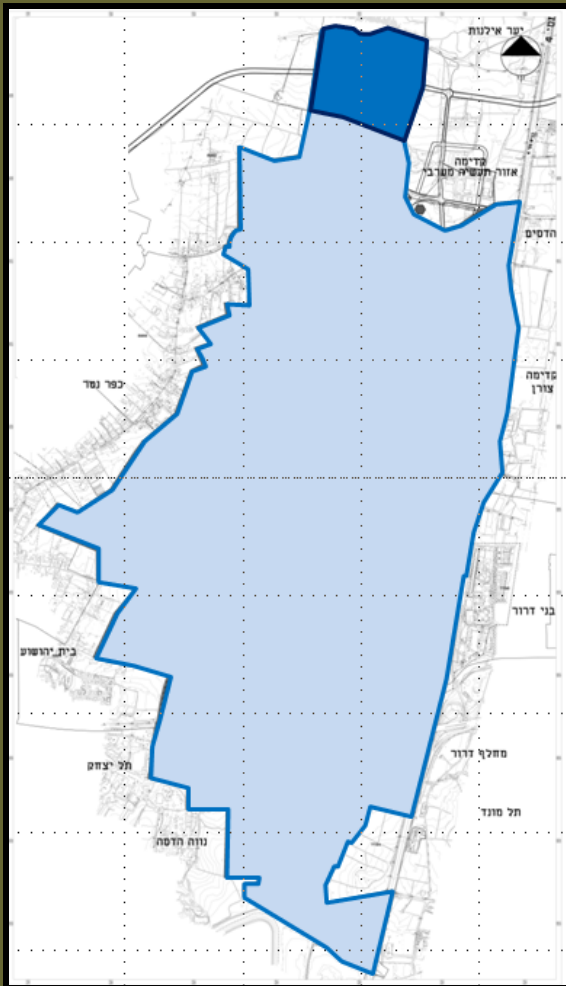 יער אילנות
קדימה
אזור תעשיה מערבי
הדסים
קדימה
צורן
כפר נטר
בני דרור
בית יהושוע
מחלף דרור
תל יצחק
תל מונד
נווה הדסה